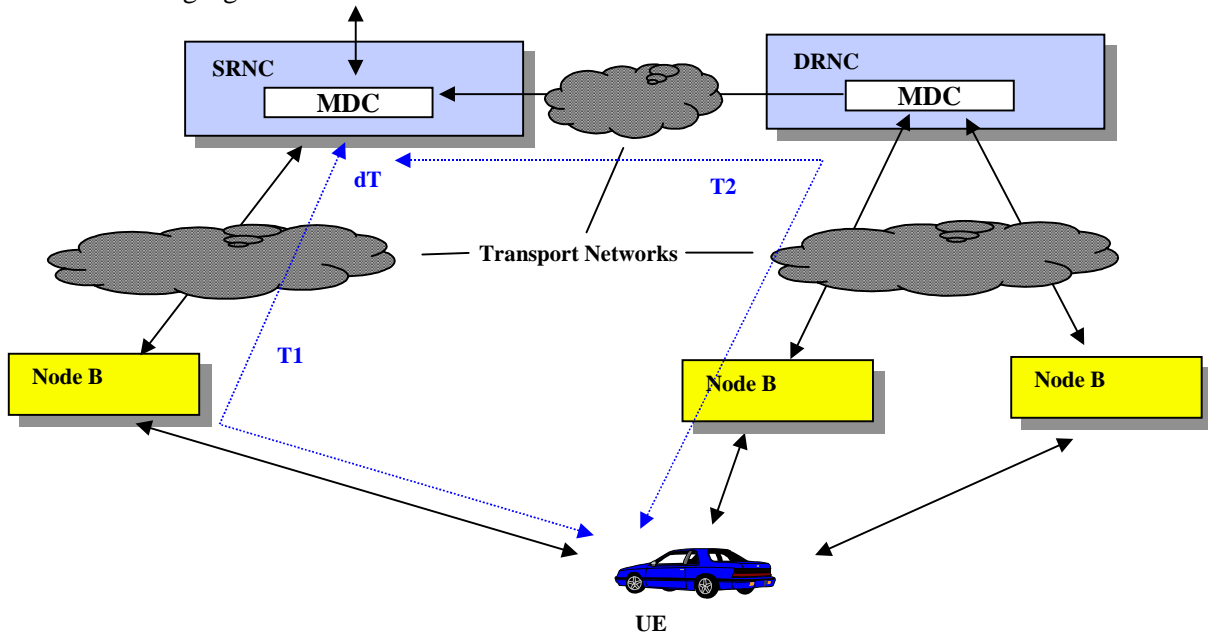 SRNC
MDC
DRNC
MDC
dT
T2
Transport Networks
T1
Node B
Node B
Node B
UE